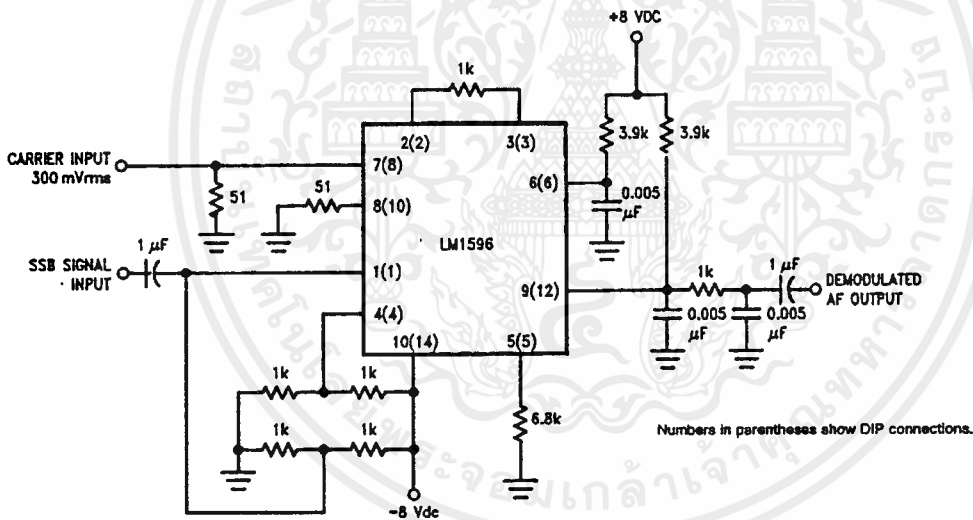 +8 VDC
1k
2(2)
3(3)
3.9k
3.9k
CARRIER INPUT
300 mVrms
7(8)
51
51
8(10)
6(6)
0.005
µF
LM1596
SSB SIGNAL
INPUT
1 µF
1(1)
9(12)
1k
1 µF
DEMODULATED
AF OUTPUT
0.005
µF
0.005
µF
4(4)
10(14)
5(5)
1k
1k
1k
1k
6.8k
-8 Vdc
Numbers in parentheses show DIP connections.